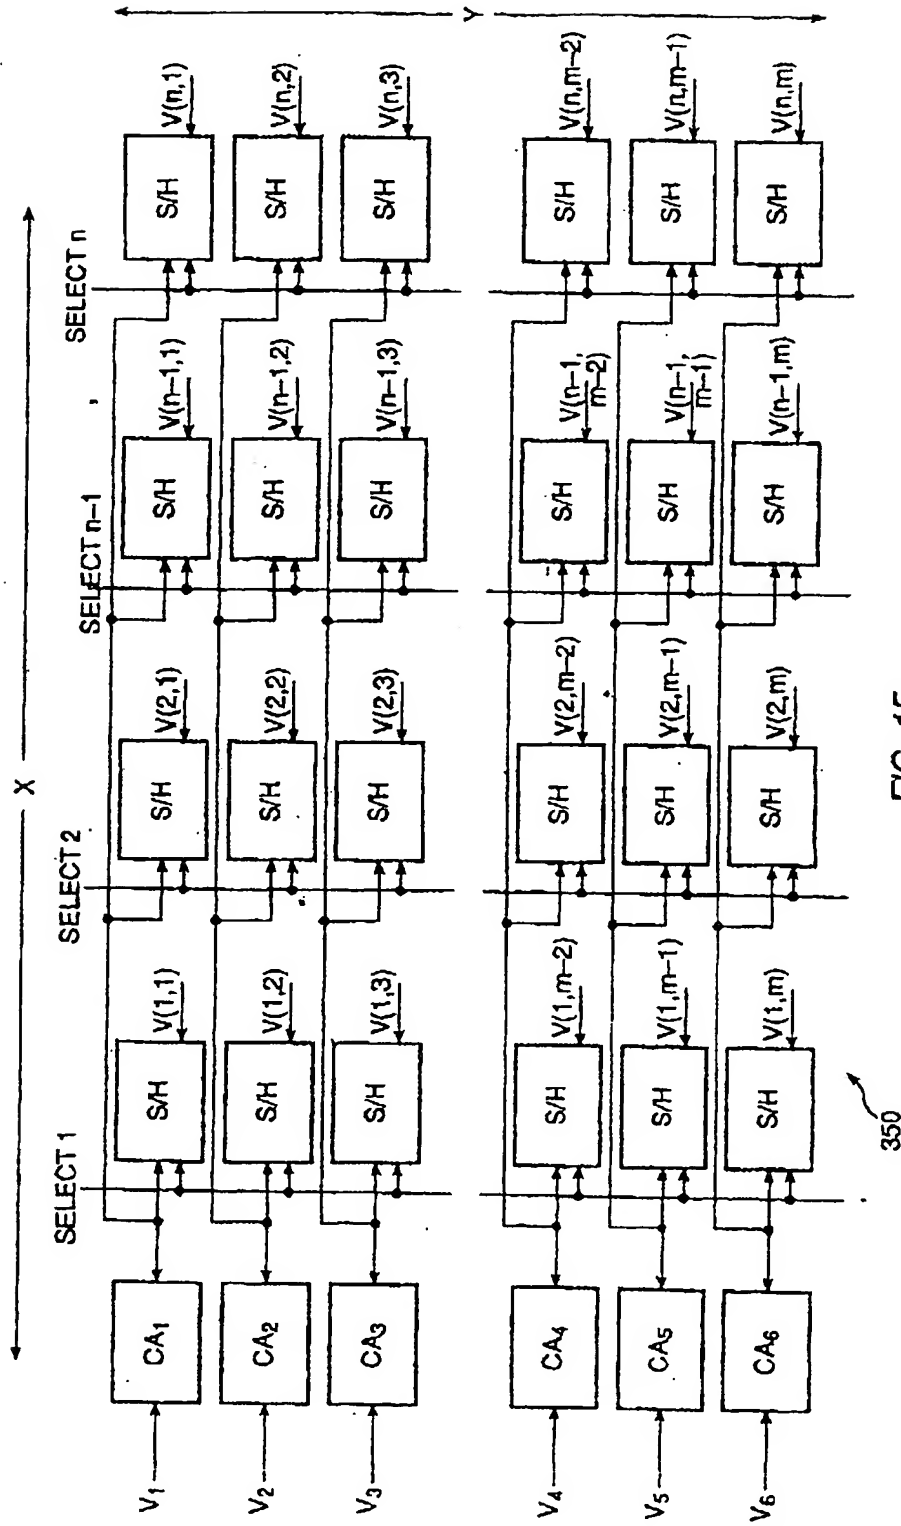 X
Y
SELECT 1
SELECT 2
SELECT n-1
SELECT n
V1
CA1
S/H
V(1,1)
S/H
V(2,1)
S/H
V(n-1,1)
S/H
V(n,1)
V2
CA2
S/H
V(1,2)
S/H
V(2,2)
S/H
V(n-1,2)
S/H
V(n,2)
V3
CA3
S/H
V(1,3)
S/H
V(2,3)
S/H
V(n-1,3)
S/H
V(n,3)
V4
CA4
S/H
V(1,m-2)
S/H
V(2,m-2)
S/H
V(n-1,
m-2)
S/H
V(n,m-2)
V5
CA5
S/H
V(1,m-1)
S/H
V(2,m-1)
S/H
V(n-1,
m-1)
S/H
V(n,m-1)
V6
CA6
S/H
V(1,m)
S/H
V(2,m)
S/H
V(n-1,m)
S/H
V(n,m)
350